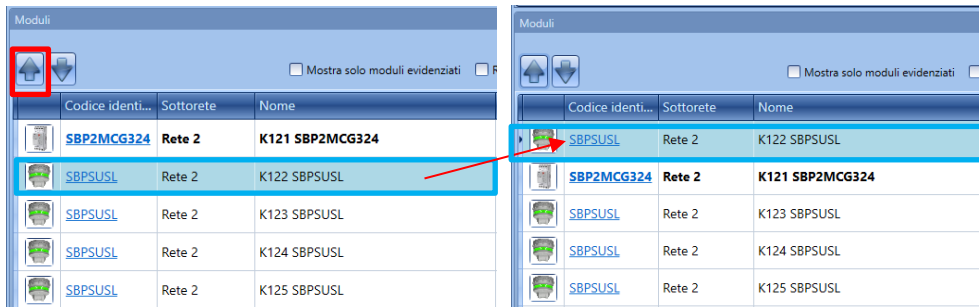 Moduli
Mostra solo moduli evidenziati
Codice identi... Sottorete Nome
SBP2MCG324 Rete 2 K121 SBP2MCG324
SBPSUSL Rete 2 K122 SBPSUSL
SBPSUSL Rete 2 K123 SBPSUSL
SBPSUSL Rete 2 K124 SBPSUSL
SBPSUSL Rete 2 K125 SBPSUSL
Moduli
Mostra solo moduli evidenziati
Codice identi... Sottorete Nome
SBPSUSL Rete 2 K122 SBPSUSL
SBP2MCG324 Rete 2 K121 SBP2MCG324
SBPSUSL Rete 2 K123 SBPSUSL
SBPSUSL Rete 2 K124 SBPSUSL
SBPSUSL Rete 2 K125 SBPSUSL